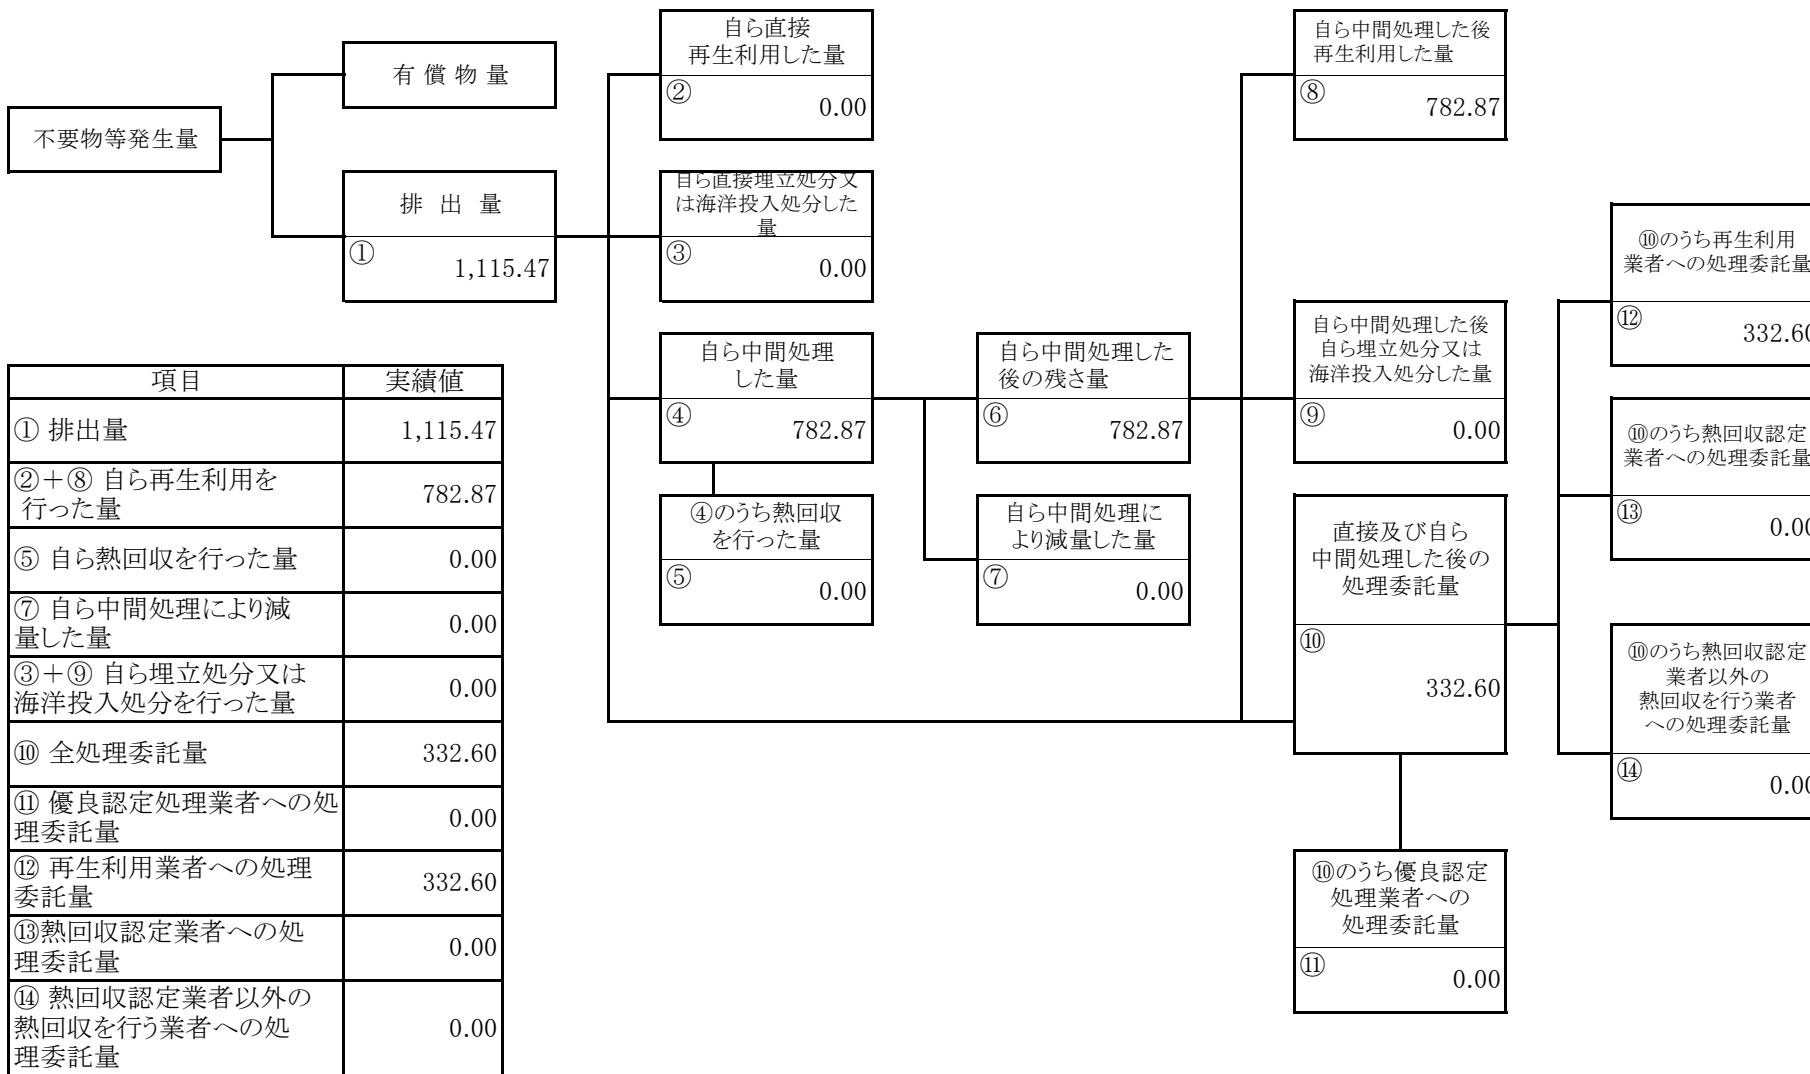 不要物等発生量
有 償 物 量
排 出 量
①
1,115.47
自ら直接
再生利用した量
②
0.00
自ら直接埋立処分又
は海洋投入処分した
量
③
0.00
自ら中間処理
した量
④
782.87
④のうち熱回収
を行った量
⑤
0.00
自ら中間処理した
後の残さ量
⑥
782.87
自ら中間処理に
より減量した量
⑦
0.00
自ら中間処理した後
再生利用した量
⑧
782.87
自ら中間処理した後
自ら埋立処分又は
海洋投入処分した量
⑨
0.00
直接及び自ら
中間処理した後の
処理委託量
⑩
332.60
⑩のうち優良認定
処理業者への
処理委託量
⑪
0.00
⑩のうち再生利用
業者への処理委託量
⑫
332.60
⑩のうち熱回収認定
業者への処理委託量
⑬
0.00
⑩のうち熱回収認定
業者以外の
熱回収を行う業者
への処理委託量
⑭
0.00
項目 実績値
① 排出量 1,115.47
②＋⑧ 自ら再生利用を
行った量 782.87
⑤ 自ら熱回収を行った量 0.00
⑦ 自ら中間処理により減
量した量 0.00
③＋⑨ 自ら埋立処分又は
海洋投入処分を行った量 0.00
⑩ 全処理委託量 332.60
⑪ 優良認定処理業者への処
理委託量 0.00
⑫ 再生利用業者への処理
委託量 332.60
⑬熱回収認定業者への処
理委託量 0.00
⑭ 熱回収認定業者以外の
熱回収を行う業者への処
理委託量 0.00